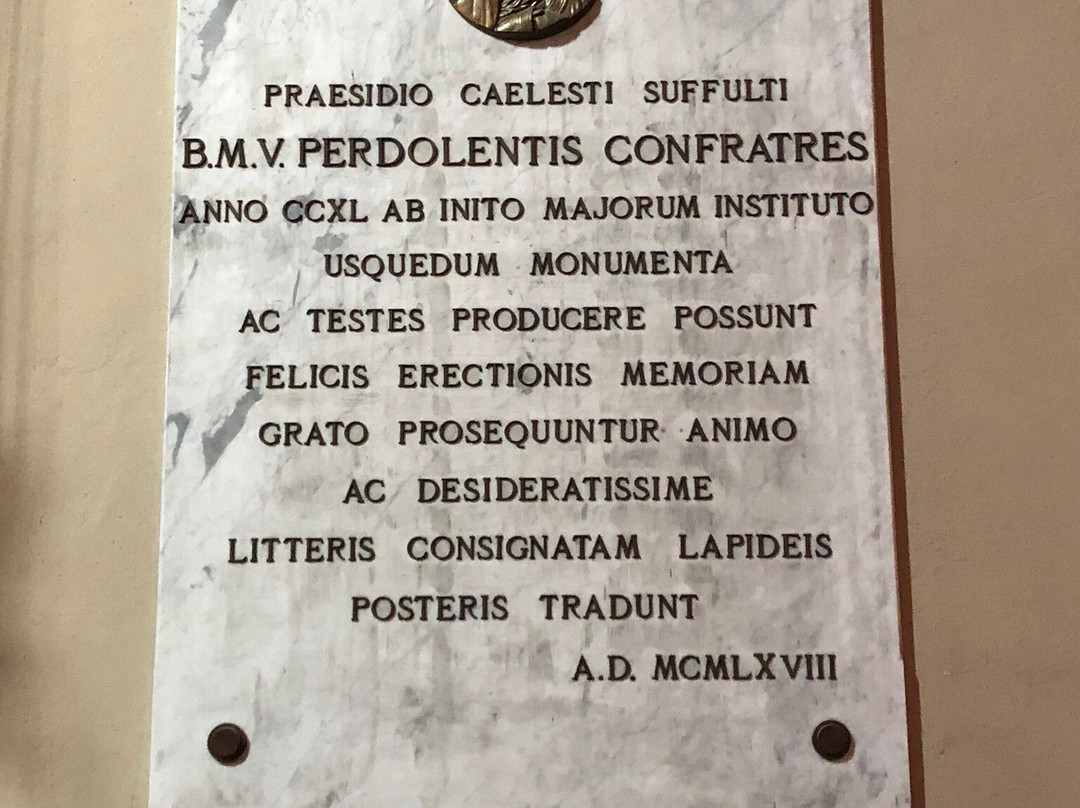 PRAESIDIO CAELESTI SUFFULTI
B.M.V. PERDOLENTIS CONFRATRES
ANNO CCXL AB INITO MAJORUM INSTITUTO
USQUEDUM MONUMENTA
AC TESTES PRODUCERE POSSUNT
FELICIS ERECTIONIS MEMORIAM
GRATO PROSEQUUNTUR ANIMO
AC DESIDERATISSIME
LITTERIS CONSIGNATAM LAPIDEIS
POSTERIS TRADUNT
A.D. MCMLXVIII